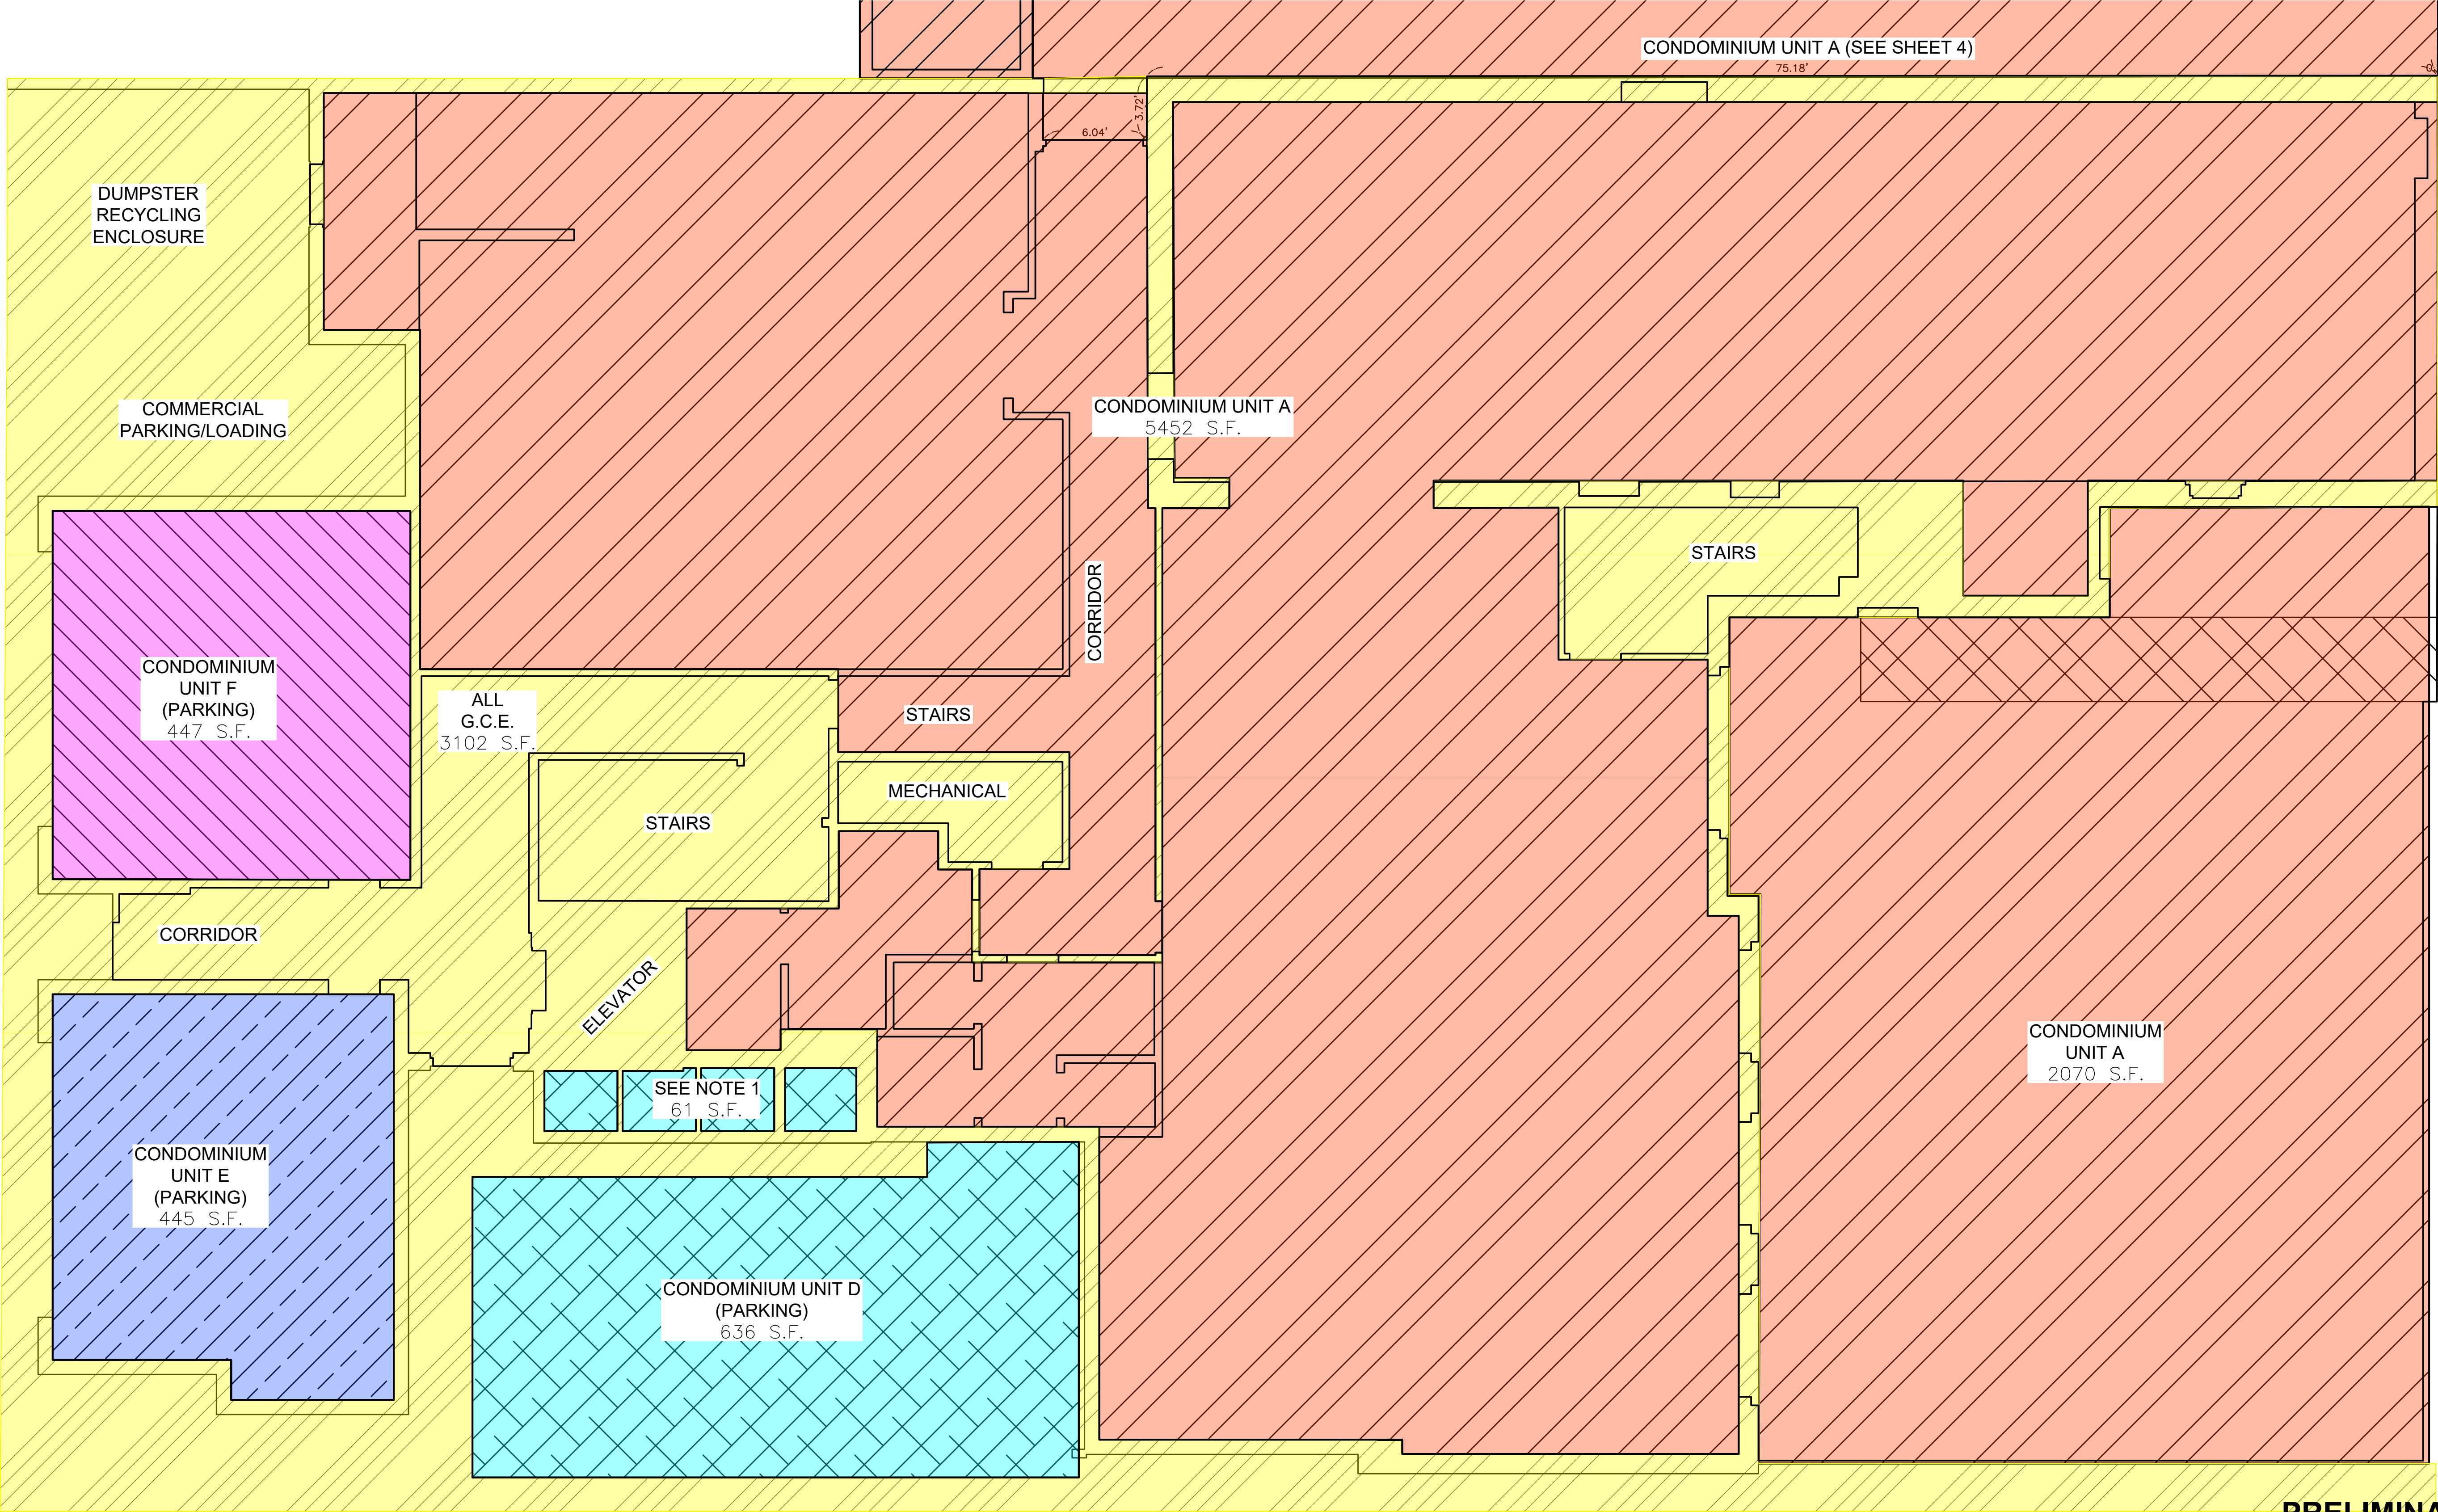 CONDOMINIUM UNIT A (SEE SHEET 4)
75.18'
3.72'
6.04'
DUMPSTER
RECYCLING
ENCLOSURE
COMMERCIAL
PARKING/LOADING
CONDOMINIUM UNIT A
5452 S.F.
STAIRS
CORRIDOR
CONDOMINIUM
UNIT F
(PARKING)
447 S.F.
ALL
G.C.E.
3102 S.F.
STAIRS
MECHANICAL
STAIRS
CORRIDOR
ELEVATOR
CONDOMINIUM
UNIT A
2070 S.F.
SEE NOTE 1
61 S.F.
CONDOMINIUM
UNIT E
(PARKING)
445 S.F.
CONDOMINIUM UNIT D
(PARKING)
636 S.F.